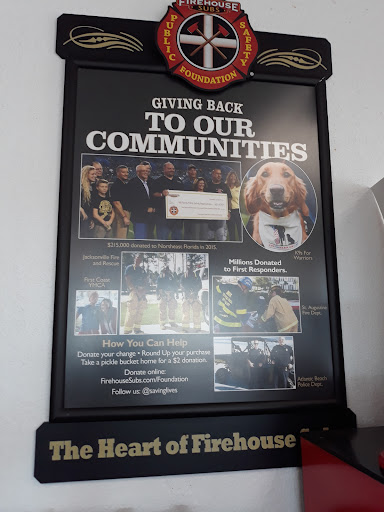 FIREHOUSE
SUBS
PUBLIC SAFETY
FOUNDATION
GIVING BACK
TO OUR
COMMUNITIES
$215,000 donated to Northeast Florida in 2015.
K9s For
Warriors
Jacksonville Fire
and Rescue
Millions Donated
to First Responders.
First Coast
YMCA
St. Augustine
Fire Dept.
How You Can Help
Donate your change • Round Up your purchase
Take a pickle bucket home for a $2 donation.
Donate online:
FirehouseSubs.com/Foundation
Follow us: @savinglives
Atlantic Beach
Police Dept.
The Heart of Firehouse